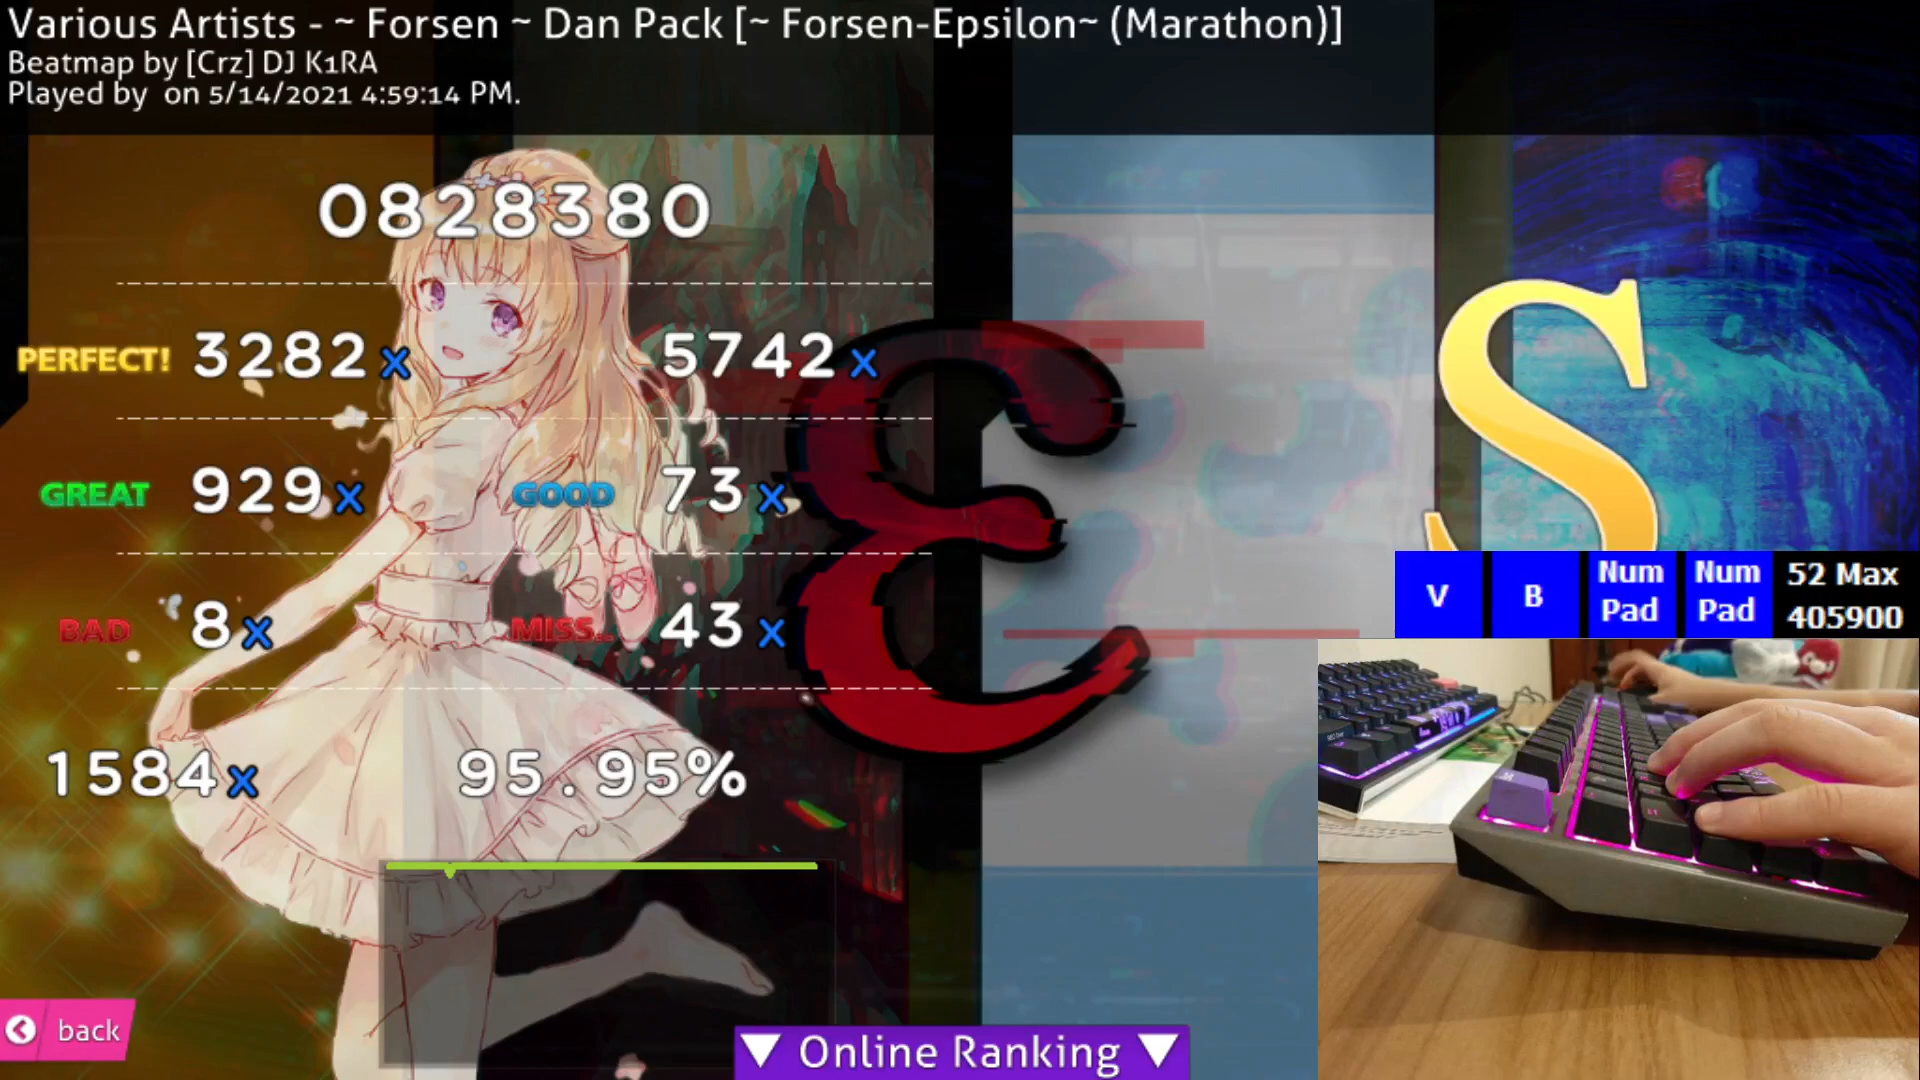 Various Artists - ~ Forsen ~ Dan Pack [~ Forsen-Epsilon~ (Marathon)]
Beatmap by [Crz] DJ K1RA
Played by  on 5/14/2021 4:59:14 PM.
0828380
PERFECT! 3282x 5742x
GREAT 929x GOOD 73x
BAD 8x MISS.. 43x
1584x 95.95%
ε
S
V B Num Pad Num Pad 52 Max 405900
back
▼ Online Ranking ▼